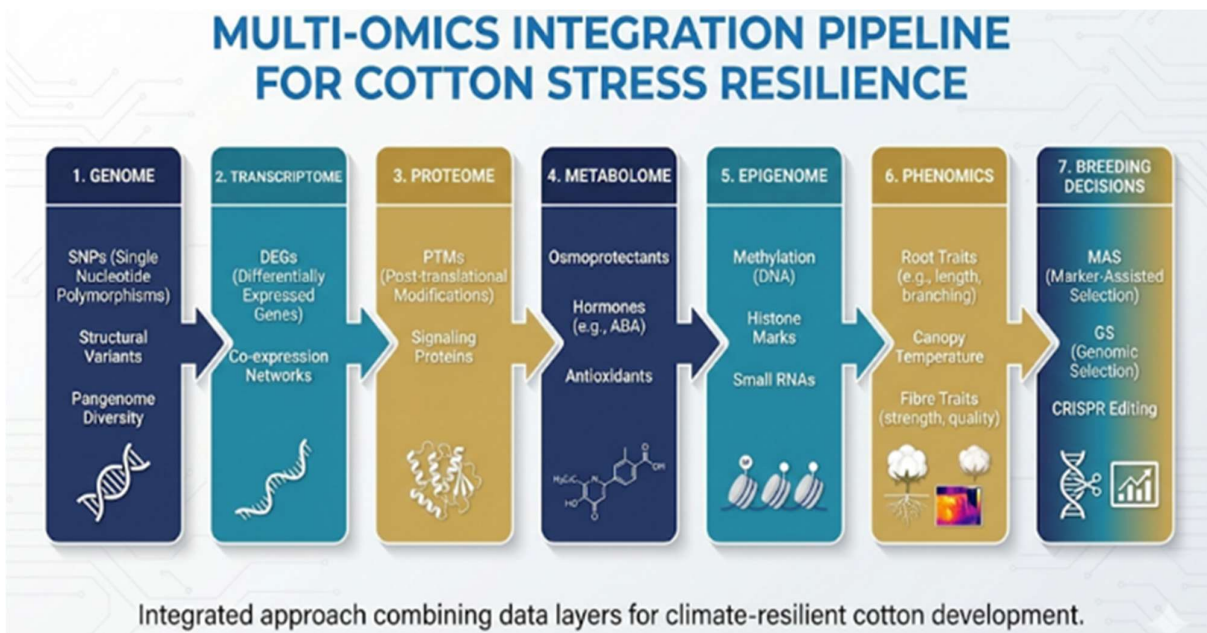 MULTI-OMICS INTEGRATION PIPELINE
FOR COTTON STRESS RESILIENCE
1. GENOME
SNPs (Single
Nucleotide
Polymorphisms)
Structural
Variants
Pangenome
Diversity
2. TRANSCRIPTOME
DEGs
(Differentially
Expressed
Genes)
Co-expression
Networks
3. PROTEOME
PTMs
(Post-translational
Modifications)
Signaling
Proteins
4. METABOLOME
Osmoprotectants
Hormones
(e.g., ABA)
Antioxidants
5. EPIGENOME
Methylation
(DNA)
Histone
Marks
Small RNAs
6. PHENOMICS
Root Traits
(e.g., length,
branching)
Canopy
Temperature
Fibre Traits
(strength, quality)
7. BREEDING
DECISIONS
MAS
(Marker-Assisted
Selection)
GS
(Genomic
Selection)
CRISPR Editing
Integrated approach combining data layers for climate-resilient cotton development.